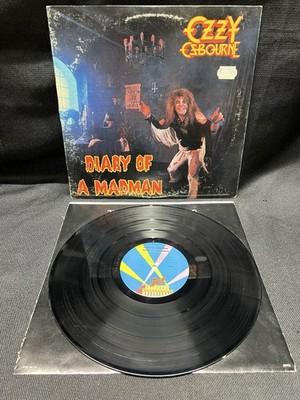 OZZY
OSBOURNE
DIARY OF
A MADMAN